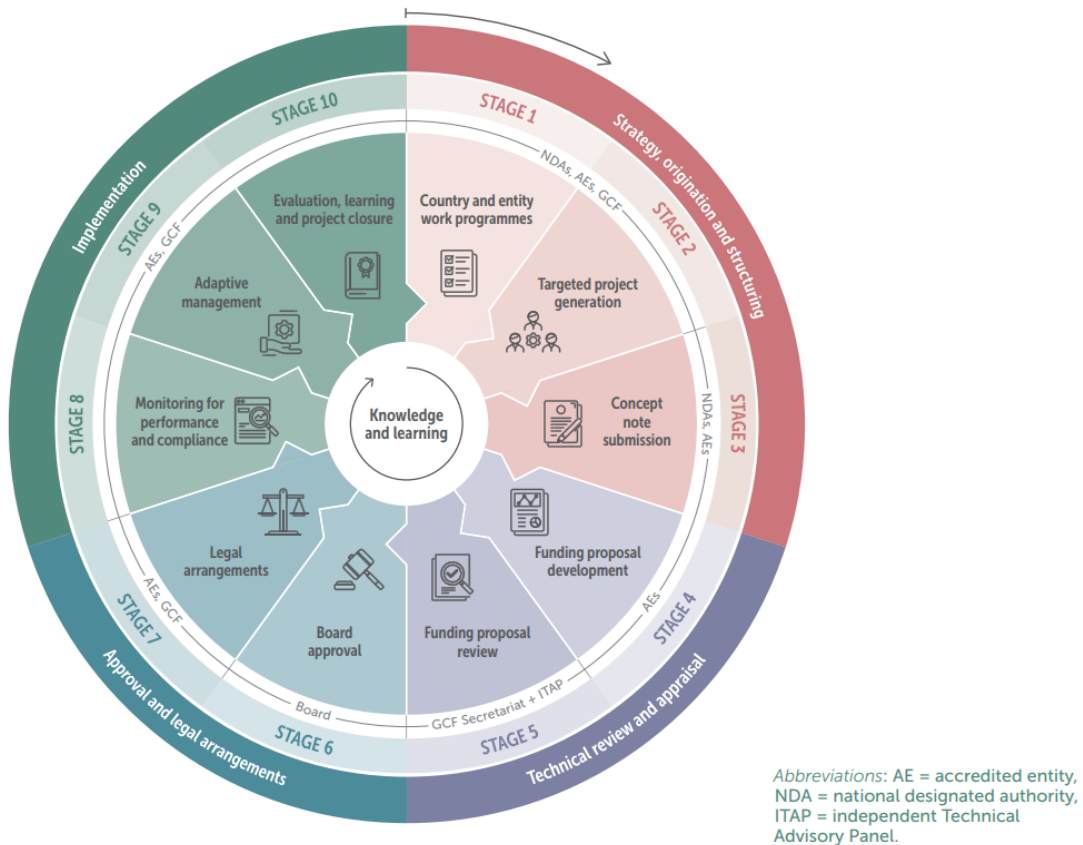 Strategy, origination and structuring
STAGE 1
Country and entity
work programmes
NDAs, AEs, GCF
STAGE 2
Targeted project
generation
STAGE 3
Concept
note
submission
NDAs, AEs
Technical review and appraisal
STAGE 4
Funding proposal
development
AEs
STAGE 5
Funding proposal
review
GCF Secretariat + ITAP
Approval and legal arrangements
STAGE 6
Board
approval
Board
STAGE 7
Legal
arrangements
AEs, GCF
Implementation
STAGE 8
Monitoring for
performance
and compliance
STAGE 9
Adaptive
management
AEs, GCF
STAGE 10
Evaluation, learning
and project closure
Knowledge
and learning
Abbreviations: AE = accredited entity,
NDA = national designated authority,
ITAP = independent Technical
Advisory Panel.